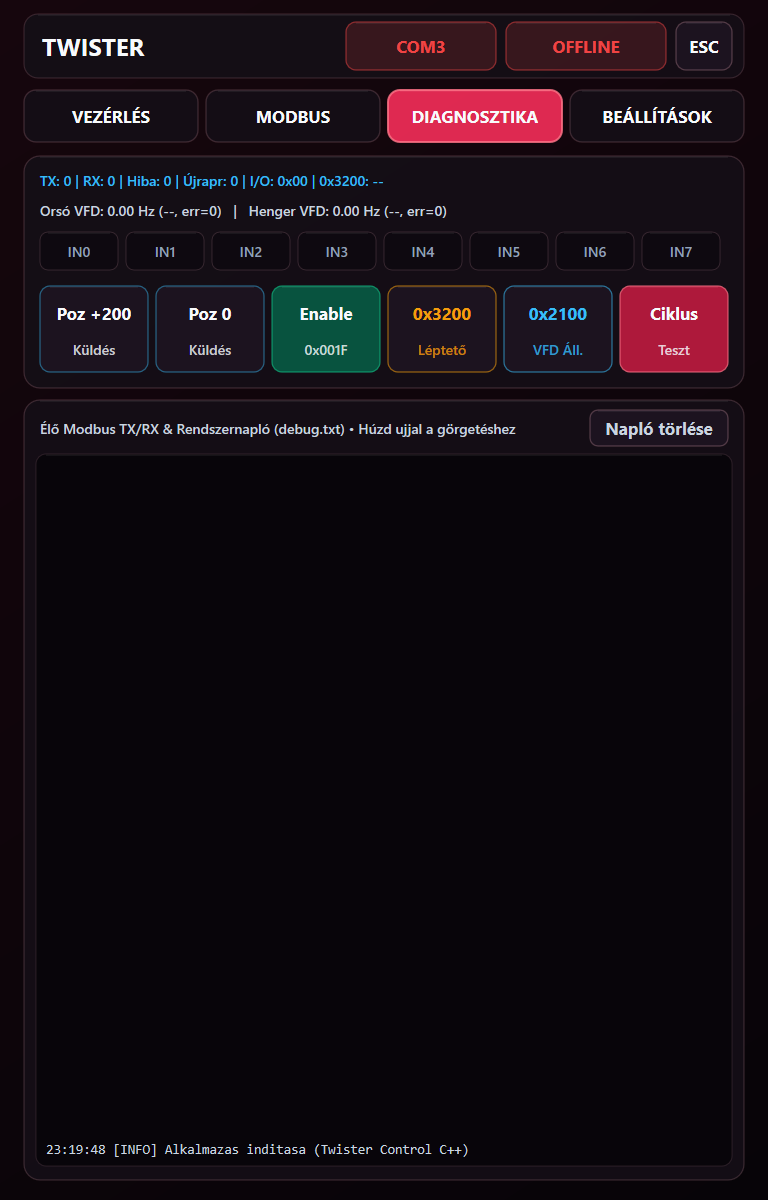 TWISTER COM3 OFFLINE ESC
VEZÉRLÉS MODBUS DIAGNOSZTIKA BEÁLLÍTÁSOK
TX: 0 | RX: 0 | Hiba: 0 | Újrapr: 0 | I/O: 0x00 | 0x3200: --
Orsó VFD: 0.00 Hz (--, err=0) | Henger VFD: 0.00 Hz (--, err=0)
IN0 IN1 IN2 IN3 IN4 IN5 IN6 IN7
Poz +200 Poz 0 Enable 0x3200 0x2100 Ciklus
Küldés Küldés 0x001F Léptető VFD Áll. Teszt
Élő Modbus TX/RX & Rendszernapló (debug.txt) • Húzd ujjal a görgetéshez Napló törlése
23:19:48 [INFO] Alkalmazas inditasa (Twister Control C++)